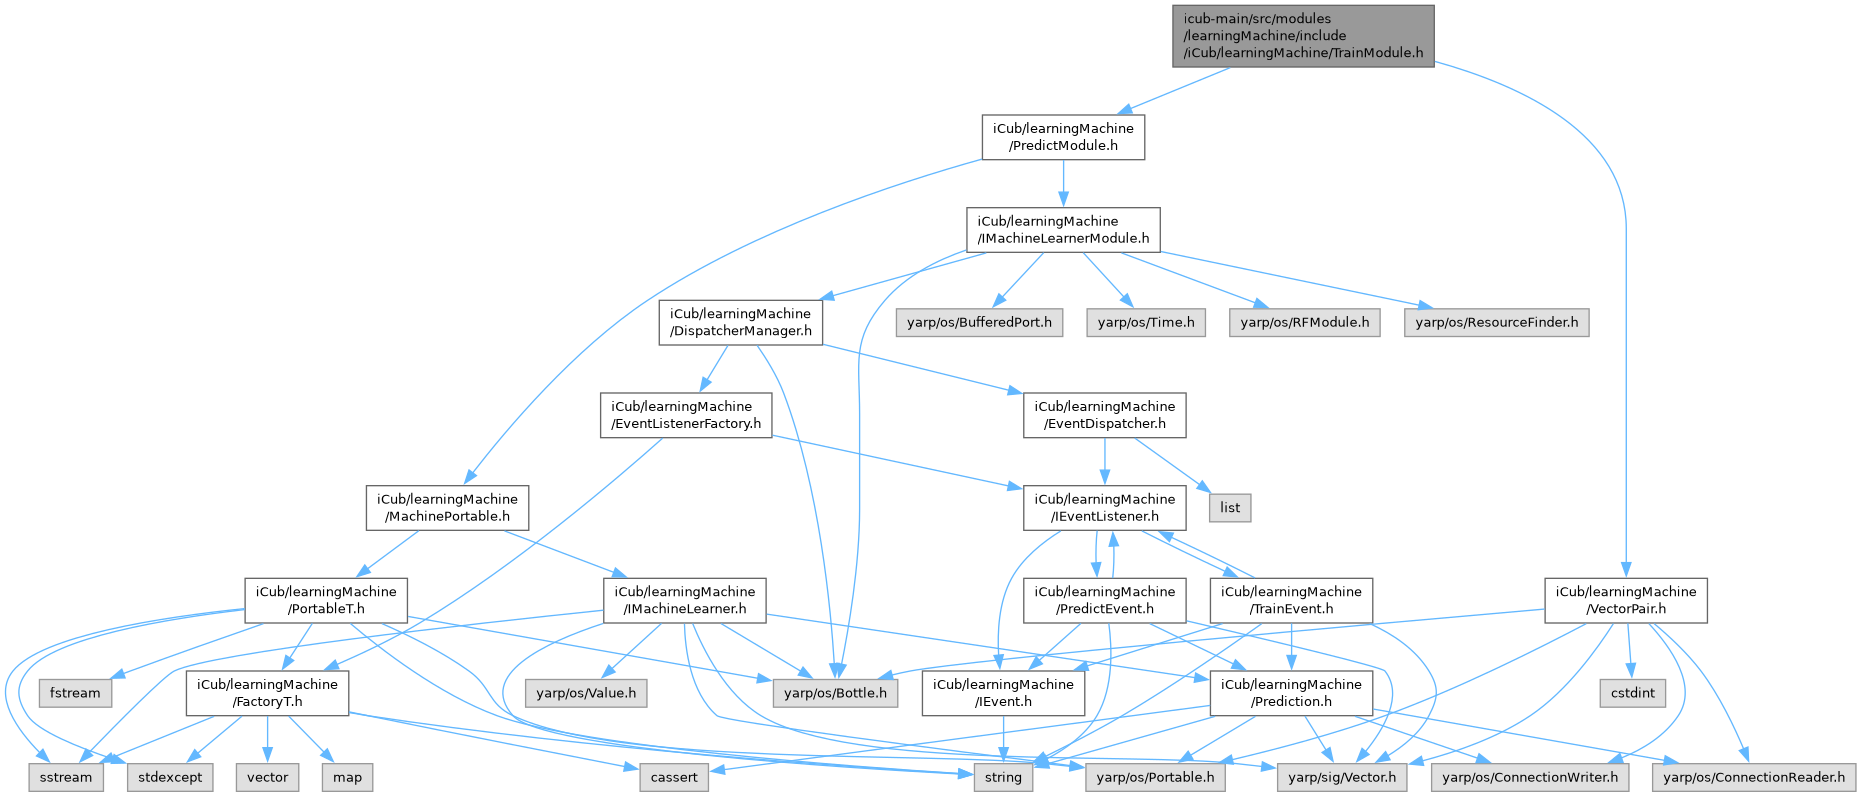 icub-main/src/modules
/learningMachine/include
/iCub/learningMachine/TrainModule.h
iCub/learningMachine
/PredictModule.h
iCub/learningMachine
/IMachineLearnerModule.h
iCub/learningMachine
/DispatcherManager.h
yarp/os/BufferedPort.h
yarp/os/Time.h
yarp/os/RFModule.h
yarp/os/ResourceFinder.h
iCub/learningMachine
/EventListenerFactory.h
iCub/learningMachine
/EventDispatcher.h
iCub/learningMachine
/MachinePortable.h
iCub/learningMachine
/IEventListener.h
list
iCub/learningMachine
/PortableT.h
iCub/learningMachine
/IMachineLearner.h
iCub/learningMachine
/PredictEvent.h
iCub/learningMachine
/TrainEvent.h
iCub/learningMachine
/VectorPair.h
fstream
iCub/learningMachine
/FactoryT.h
yarp/os/Value.h
yarp/os/Bottle.h
iCub/learningMachine
/IEvent.h
iCub/learningMachine
/Prediction.h
cstdint
sstream
stdexcept
vector
map
cassert
string
yarp/os/Portable.h
yarp/sig/Vector.h
yarp/os/ConnectionWriter.h
yarp/os/ConnectionReader.h